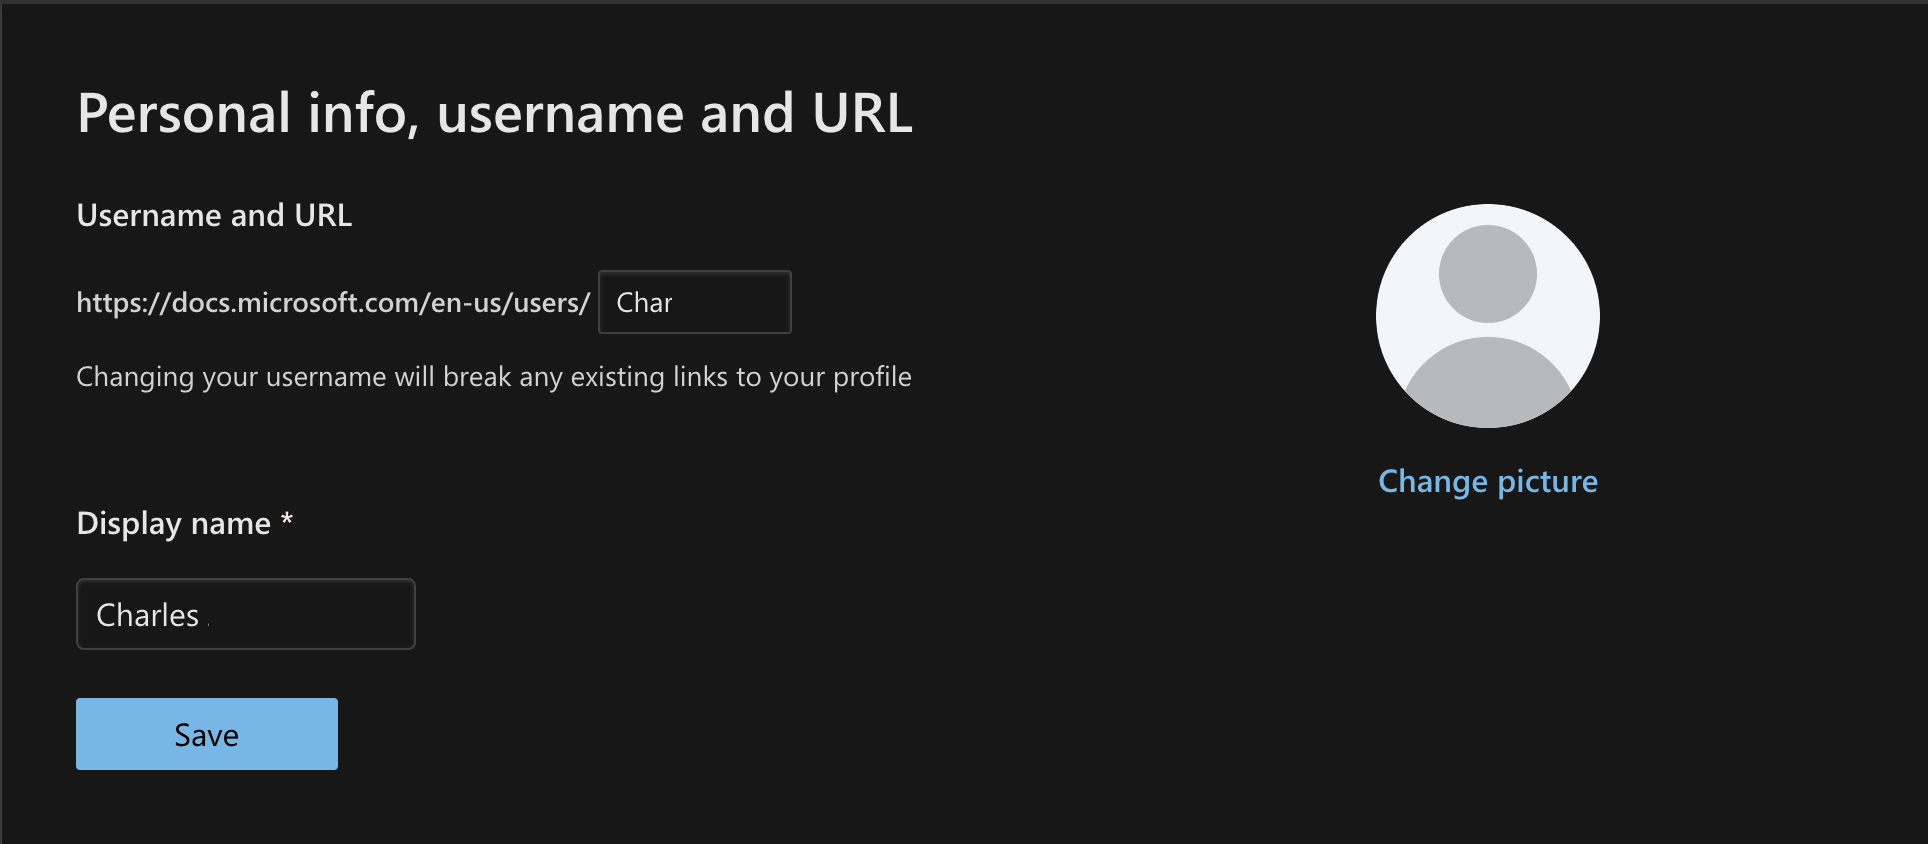 Personal info, username and URL
Username and URL
https://docs.microsoft.com/en-us/users/ Char
Changing your username will break any existing links to your profile
Change picture
Display name *
Charles
Save